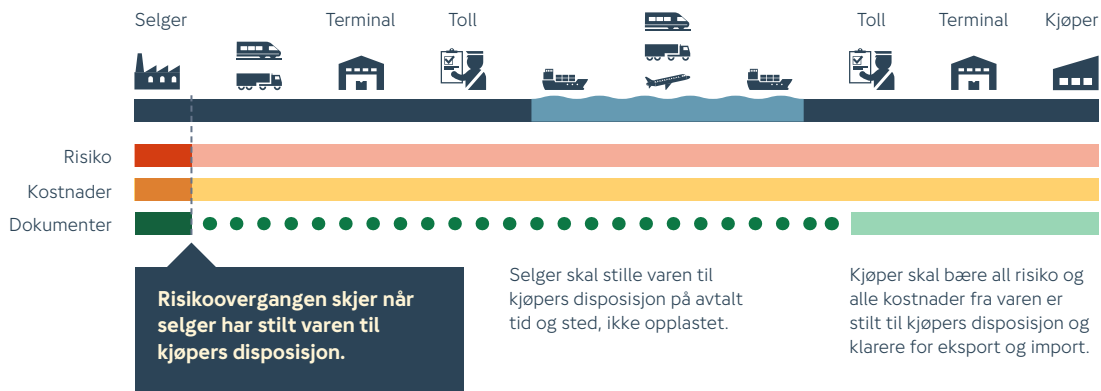 Selger
Terminal
Toll
Toll
Terminal
Kjøper
Risiko
Kostnader
Dokumenter
Risikoovergangen skjer når
selger har stilt varen til
kjøpers disposisjon.
Selger skal stille varen til
kjøpers disposisjon på avtalt
tid og sted, ikke opplastet.
Kjøper skal bære all risiko og
alle kostnader fra varen er
stilt til kjøpers disposisjon og
klarere for eksport og import.